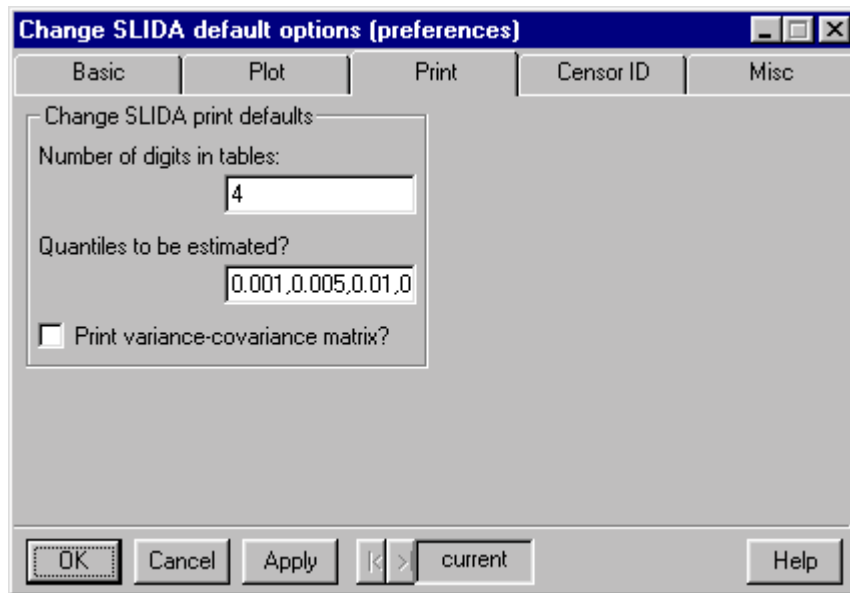 Change SLIDA default options (preferences)
Basic Plot Print Censor ID Misc
Change SLIDA print defaults
Number of digits in tables:
4
Quantiles to be estimated?
0.001,0.005,0.01,0
Print variance-covariance matrix?
OK Cancel Apply |< >| current Help